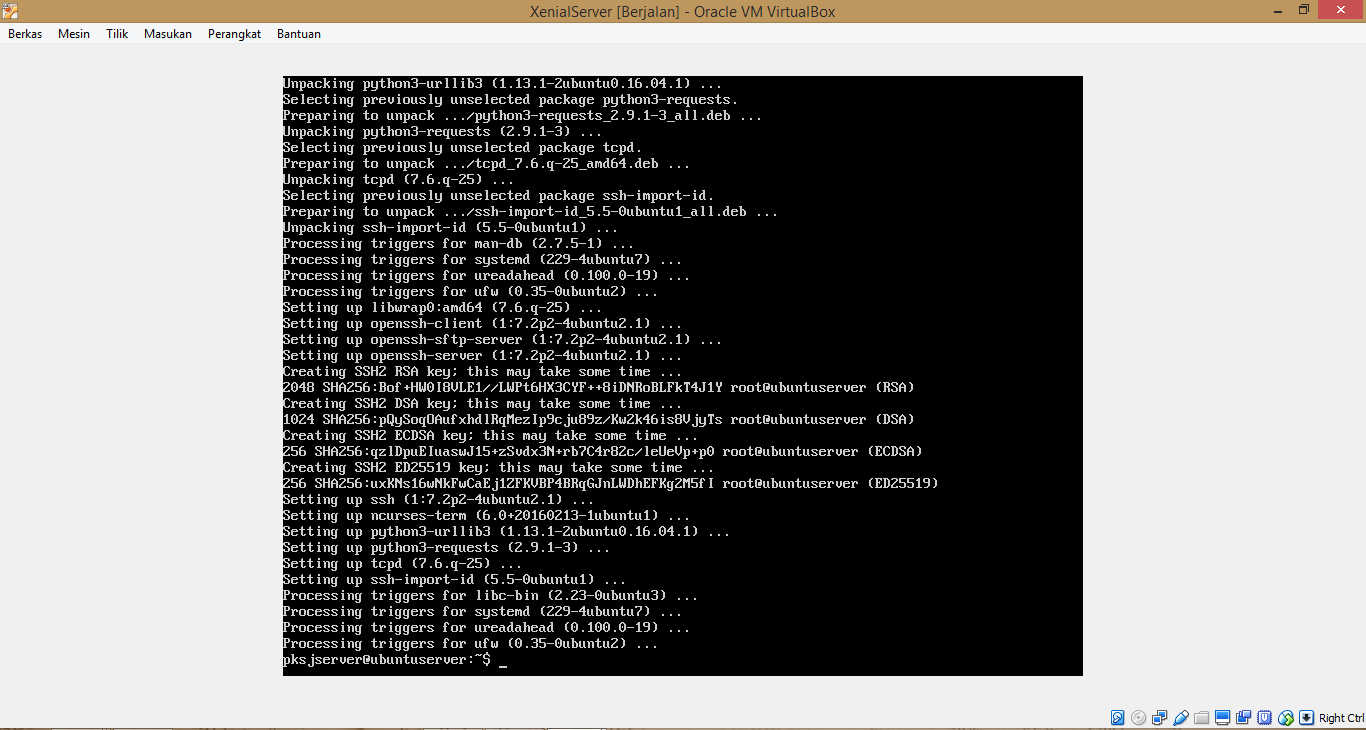 XenialServer [Berjalan] - Oracle VM VirtualBox
Berkas Mesin Tilik Masukan Perangkat Bantuan
Unpacking python3-urllib3 (1.13.1-2ubuntu0.16.04.1) ...
Selecting previously unselected package python3-requests.
Preparing to unpack .../python3-requests_2.9.1-3_all.deb ...
Unpacking python3-requests (2.9.1-3) ...
Selecting previously unselected package tcpd.
Preparing to unpack .../tcpd_7.6.q-25_amd64.deb ...
Unpacking tcpd (7.6.q-25) ...
Selecting previously unselected package ssh-import-id.
Preparing to unpack .../ssh-import-id_5.5-0ubuntu1_all.deb ...
Unpacking ssh-import-id (5.5-0ubuntu1) ...
Processing triggers for man-db (2.7.5-1) ...
Processing triggers for systemd (229-4ubuntu7) ...
Processing triggers for ureadahead (0.100.0-19) ...
Processing triggers for ufw (0.35-0ubuntu2) ...
Setting up libwrap0:amd64 (7.6.q-25) ...
Setting up openssh-client (1:7.2p2-4ubuntu2.1) ...
Setting up openssh-sftp-server (1:7.2p2-4ubuntu2.1) ...
Setting up openssh-server (1:7.2p2-4ubuntu2.1) ...
Creating SSH2 RSA key; this may take some time ...
2048 SHA256:Bof+HW0I8VLE1//LWPt6HX3CYF++8iDNRoBLFkT4J1Y root@ubuntuserver (RSA)
Creating SSH2 DSA key; this may take some time ...
1024 SHA256:pQySoqOAufxhdlRqMezIp9cju89z/Kw2k46is8VjyTs root@ubuntuserver (DSA)
Creating SSH2 ECDSA key; this may take some time ...
256 SHA256:qzlDpuEIuaswJ15+zSvdx3N+rb7C4r82c/leUeVp+p0 root@ubuntuserver (ECDSA)
Creating SSH2 ED25519 key; this may take some time ...
256 SHA256:uxKNs16wNkFwCaEj1ZFKVBP4BRqGJnLWDhEFKg2M5fI root@ubuntuserver (ED25519)
Setting up ssh (1:7.2p2-4ubuntu2.1) ...
Setting up ncurses-term (6.0+20160213-1ubuntu1) ...
Setting up python3-urllib3 (1.13.1-2ubuntu0.16.04.1) ...
Setting up python3-requests (2.9.1-3) ...
Setting up tcpd (7.6.q-25) ...
Setting up ssh-import-id (5.5-0ubuntu1) ...
Processing triggers for libc-bin (2.23-0ubuntu3) ...
Processing triggers for systemd (229-4ubuntu7) ...
Processing triggers for ureadahead (0.100.0-19) ...
Processing triggers for ufw (0.35-0ubuntu2) ...
pksjserver@ubuntuserver:~$ _
Right Ctrl